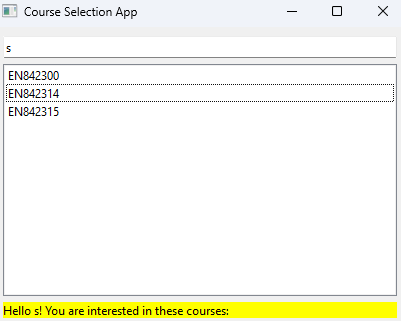 Course Selection App
s
EN842300
EN842314
EN842315
Hello s! You are interested in these courses: